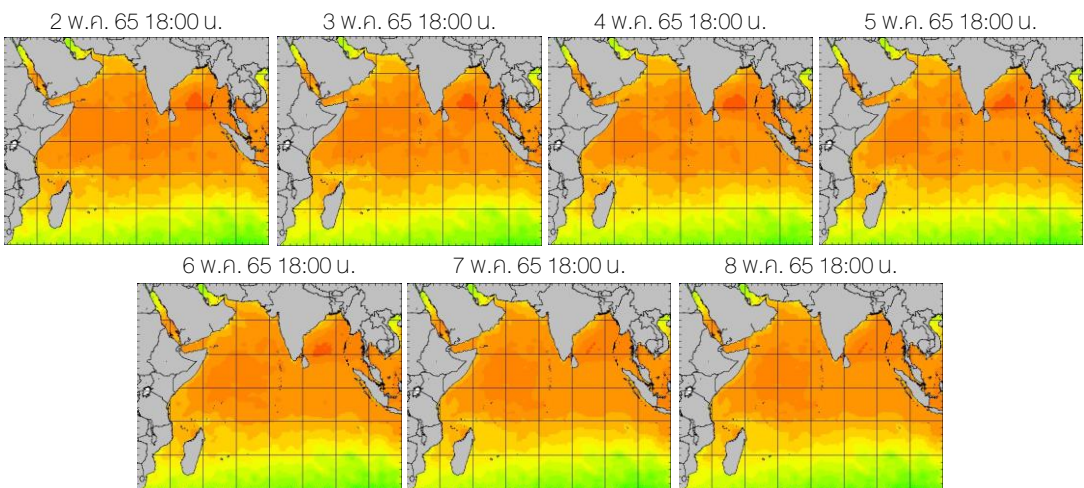 2 พ.ค. 65 18:00 น.
3 พ.ค. 65 18:00 น.
4 พ.ค. 65 18:00 น.
5 พ.ค. 65 18:00 น.
6 พ.ค. 65 18:00 น.
7 พ.ค. 65 18:00 น.
8 พ.ค. 65 18:00 น.